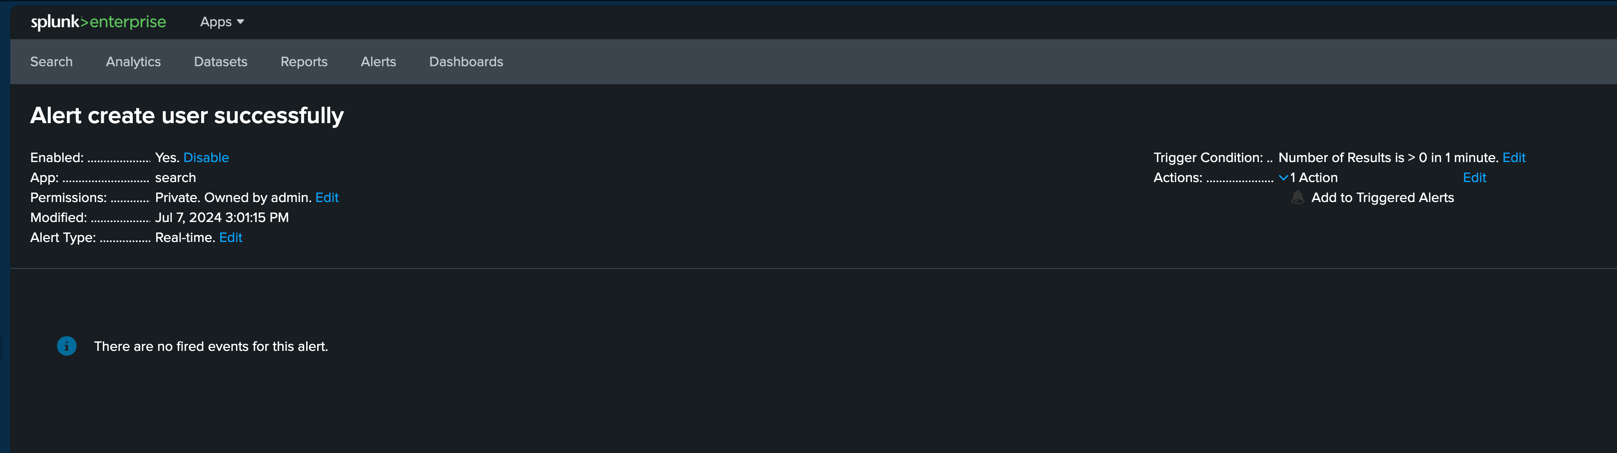 splunk>enterprise Apps
Search Analytics Datasets Reports Alerts Dashboards
Alert create user successfully
Enabled: .................... Yes. Disable
App: ........................... search
Permissions: ............ Private. Owned by admin. Edit
Modified: ................... Jul 7, 2024 3:01:15 PM
Alert Type: ................ Real-time. Edit
Trigger Condition: .. Number of Results is > 0 in 1 minute. Edit
Actions: ..................... 1 Action Edit
Add to Triggered Alerts
There are no fired events for this alert.